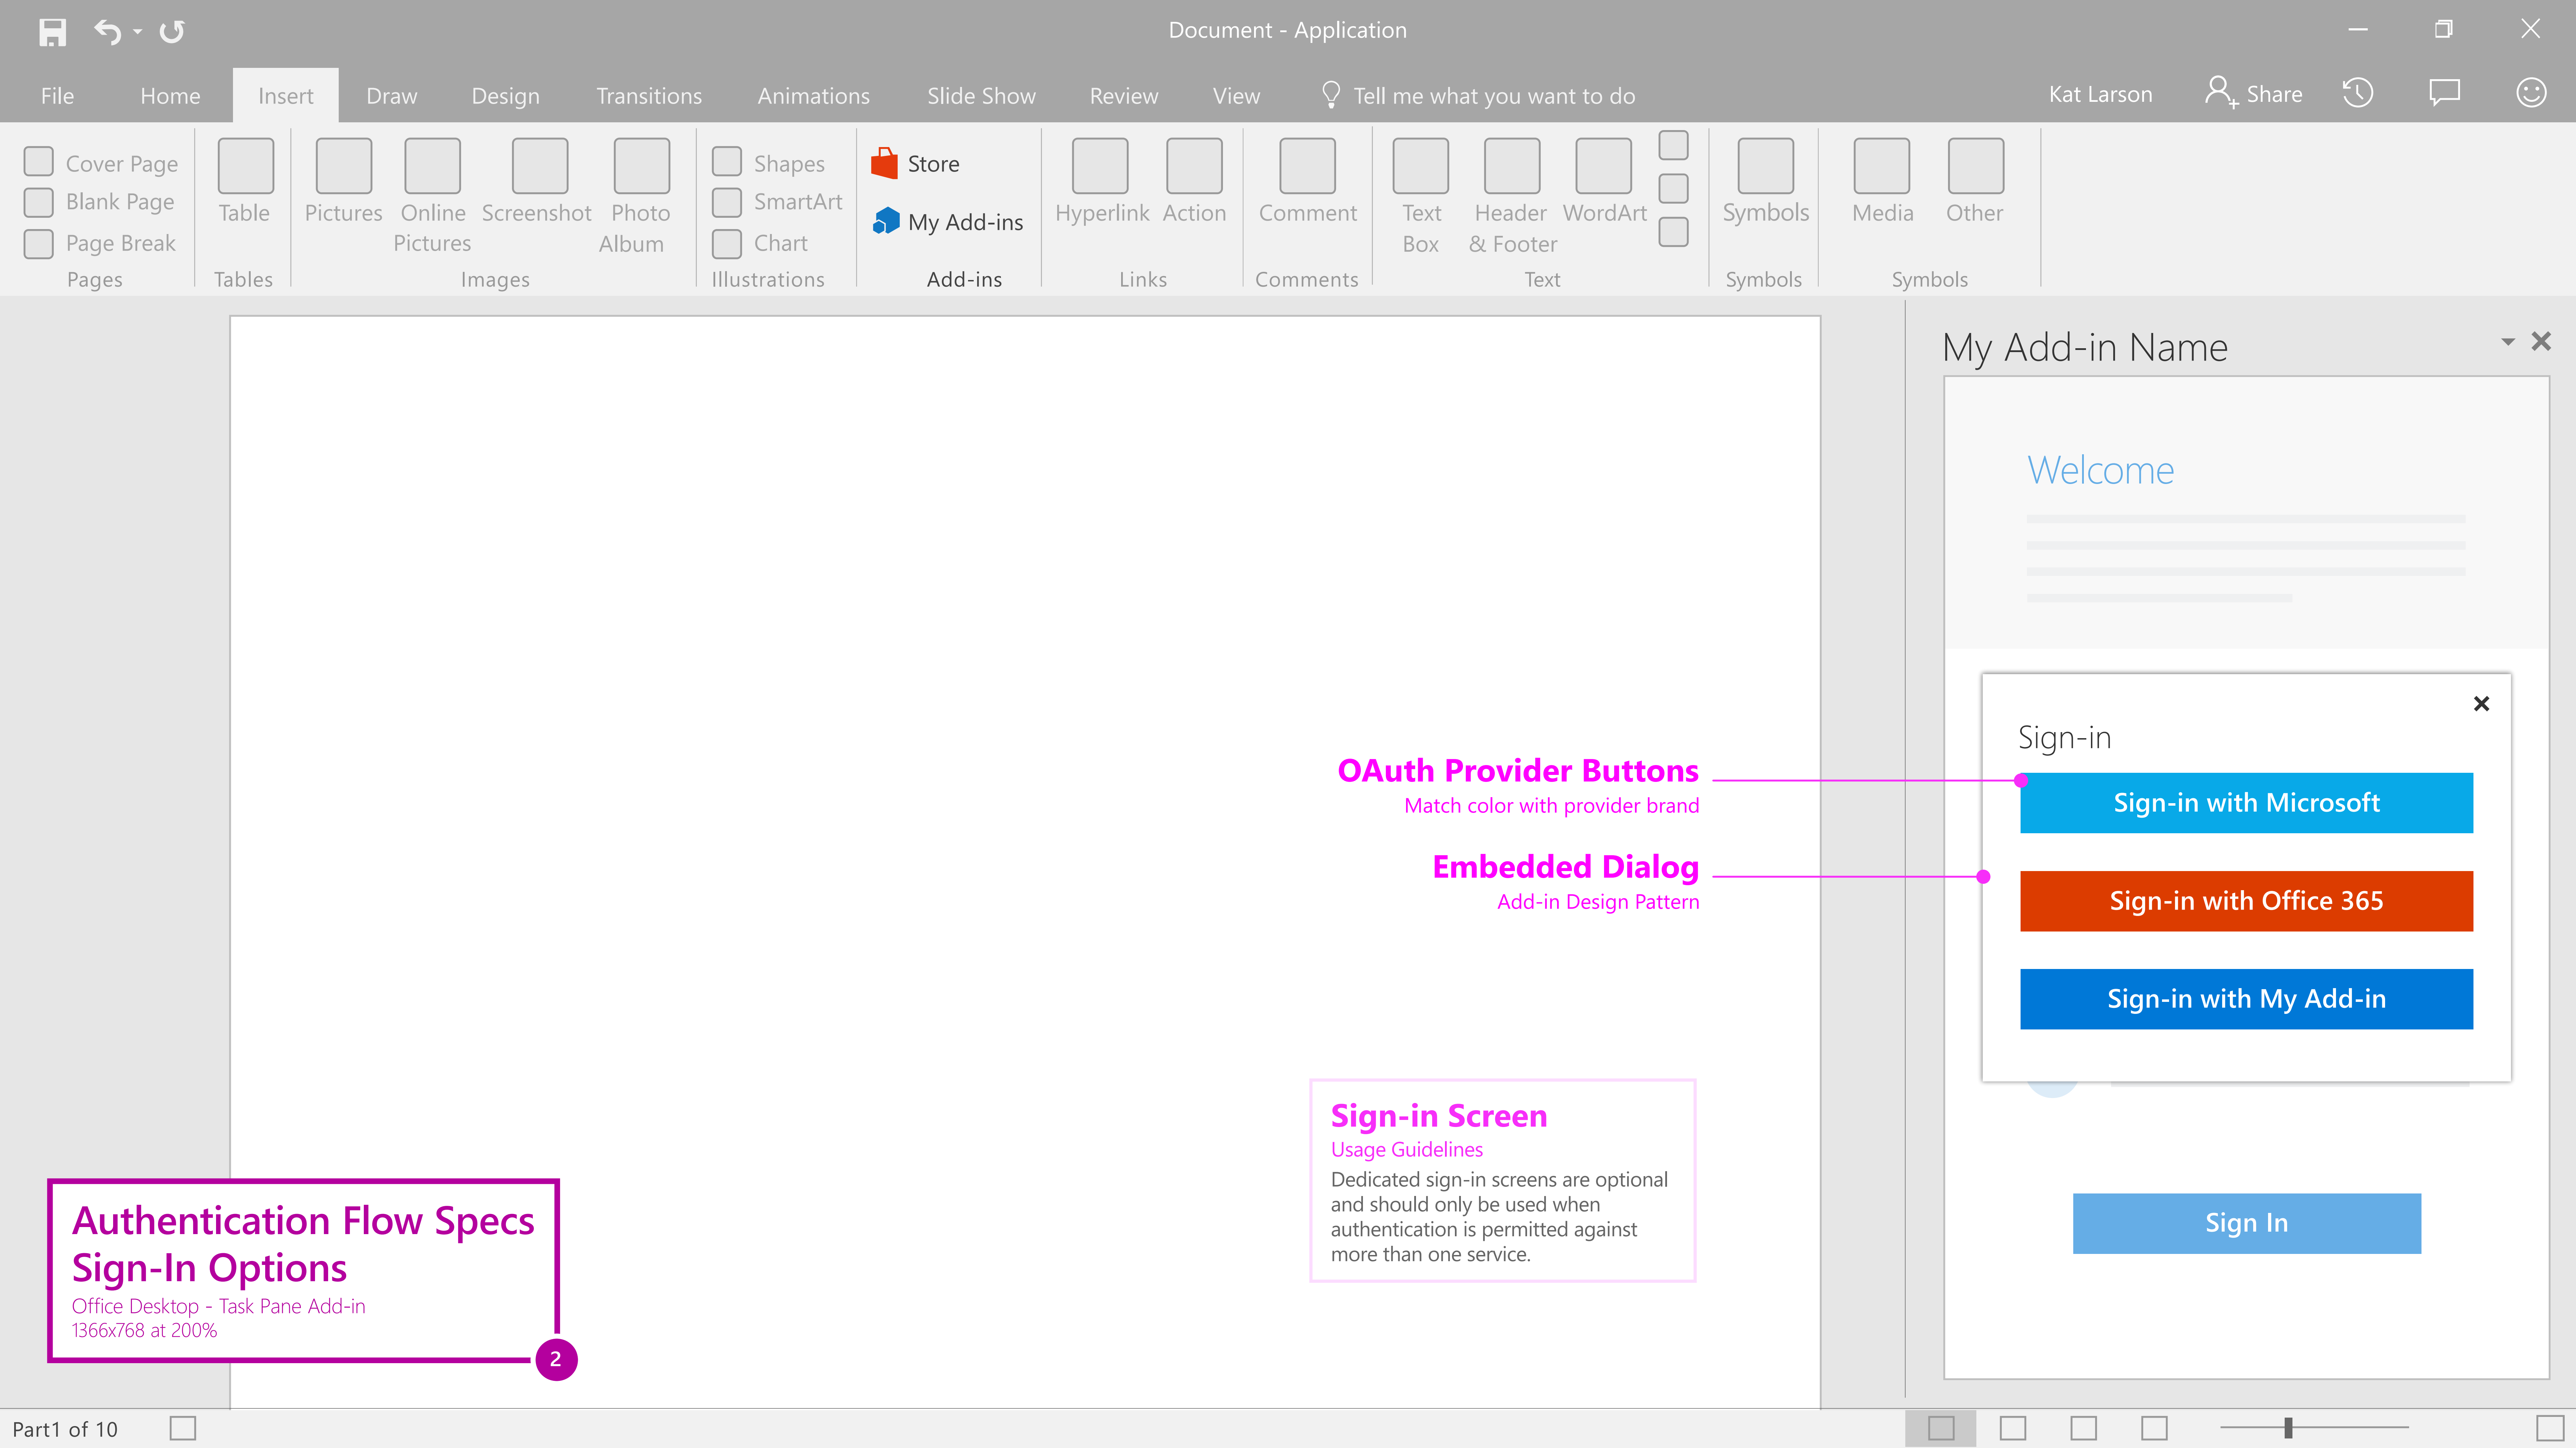 Document - Application
File Home Insert Draw Design Transitions Animations Slide Show Review View Tell me what you want to do Kat Larson Share
Cover Page
Blank Page
Page Break
Pages
Table
Tables
Pictures
Online
Pictures
Screenshot
Photo
Album
Images
Shapes
SmartArt
Chart
Illustrations
Store
My Add-ins
Add-ins
Hyperlink
Action
Links
Comment
Comments
Text
Box
Header
& Footer
WordArt
Text
Symbols
Symbols
Media
Other
Symbols
My Add-in Name
Welcome
Sign-in
OAuth Provider Buttons
Match color with provider brand
Sign-in with Microsoft
Embedded Dialog
Add-in Design Pattern
Sign-in with Office 365
Sign-in with My Add-in
Sign-in Screen
Usage Guidelines
Dedicated sign-in screens are optional
and should only be used when
authentication is permitted against
more than one service.
Sign In
Authentication Flow Specs
Sign-In Options
Office Desktop - Task Pane Add-in
1366x768 at 200%
2
Part1 of 10